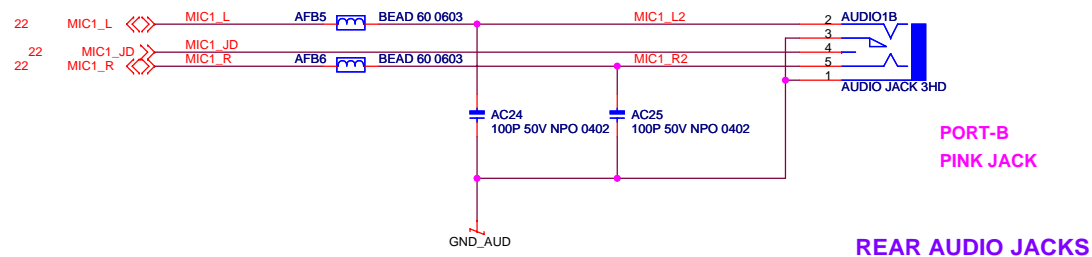 22 MIC1_L MIC1_L AFB5 BEAD 60 0603 MIC1_L2 2 AUDIO1B
3
22 MIC1_JD MIC1_JD 4
22 MIC1_R MIC1_R AFB6 BEAD 60 0603 MIC1_R2 5
1
AUDIO JACK 3HD
AC24 AC25
100P 50V NPO 0402 100P 50V NPO 0402
PORT-B
PINK JACK
GND_AUD
REAR AUDIO JACKS